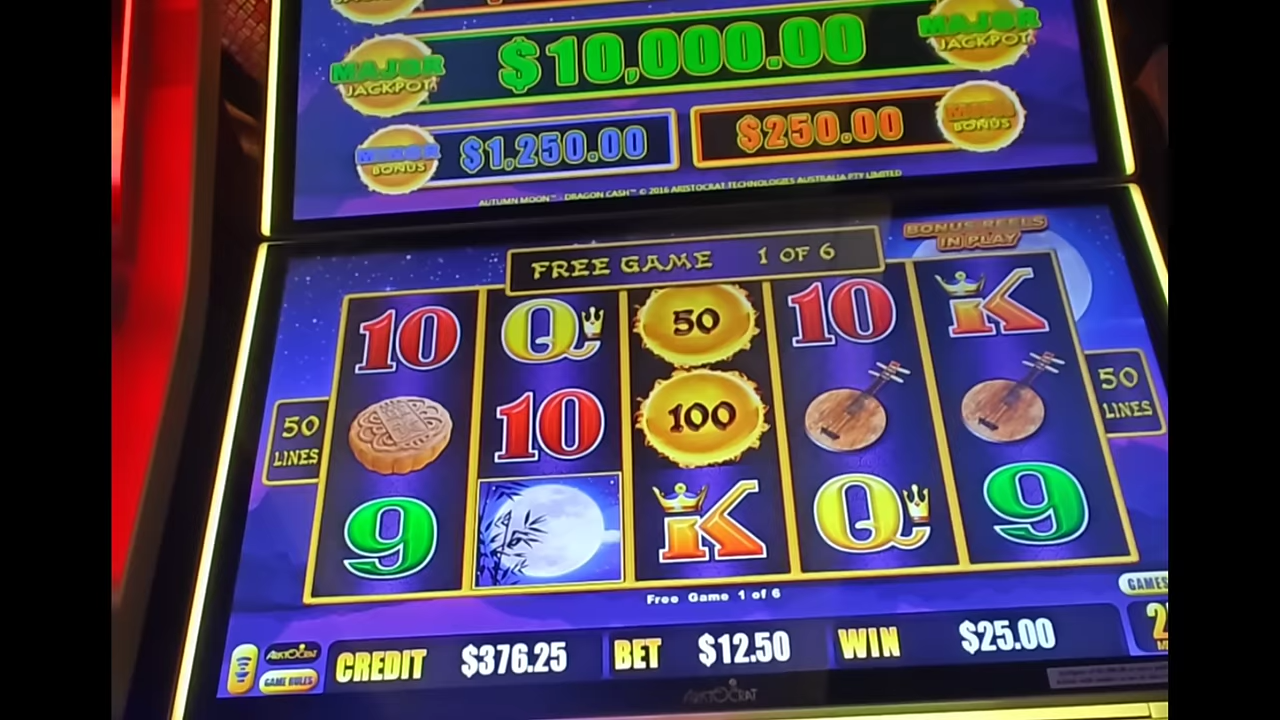 MAJOR JACKPOT $10,000.00 MAJOR JACKPOT
MINOR BONUS $1,250.00 $250.00 MINI BONUS
AUTUMN MOON™ - DRAGON CASH™ © 2016 ARISTOCRAT TECHNOLOGIES AUSTRALIA PTY LIMITED
BONUS REELS
IN PLAY
FREE GAME 1 OF 6
10 Q 50 10 K
50 LINES 10 100 50 LINES
9 K Q 9
Free Game 1 of 6
GAMES
ARISTOCRAT
GAME RULES
CREDIT $376.25 BET $12.50 WIN $25.00
ARISTOCRAT